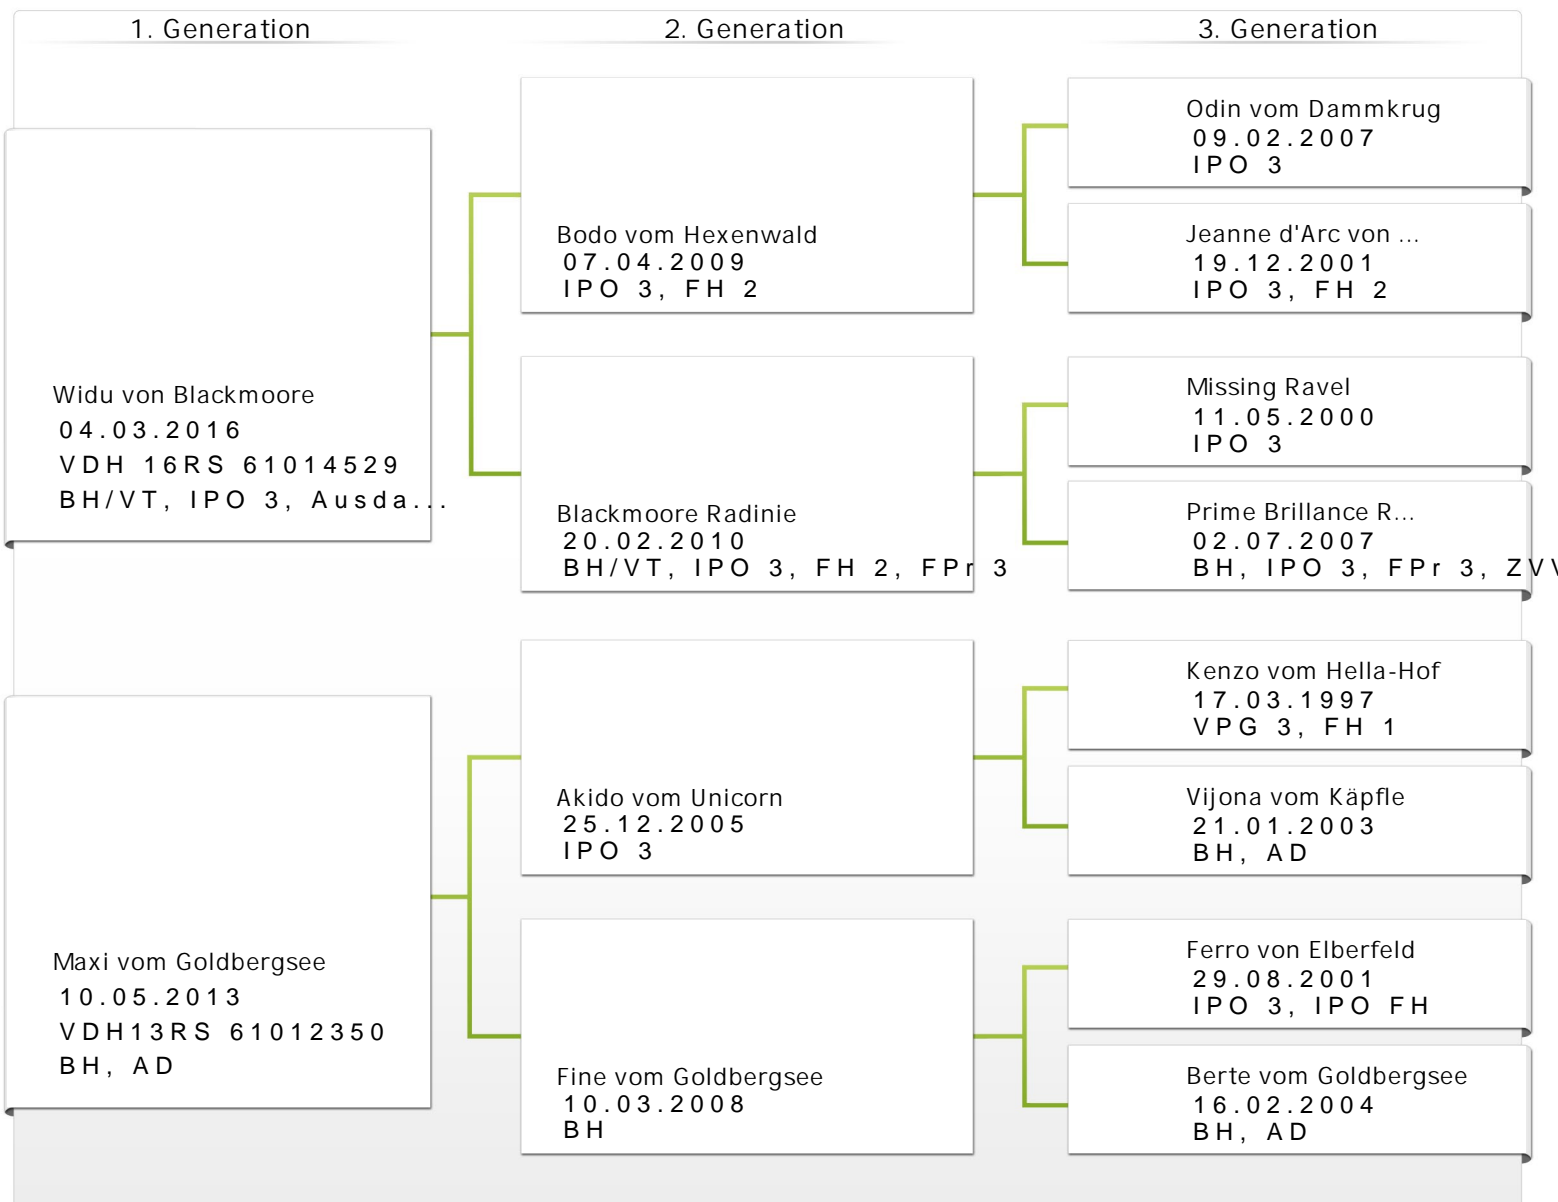 1. Generation
2. Generation
3. Generation
Widu von Blackmoore
04.03.2016
VDH 16RS 61014529
BH/VT, IPO 3, Ausda...
Bodo vom Hexenwald
07.04.2009
IPO 3, FH 2
Odin vom Dammkrug
09.02.2007
IPO 3
Jeanne d'Arc von ...
19.12.2001
IPO 3, FH 2
Blackmoore Radinie
20.02.2010
BH/VT, IPO 3, FH 2, FPr 3
Missing Ravel
11.05.2000
IPO 3
Prime Brillance R...
02.07.2007
BH, IPO 3, FPr 3, ZVV
Maxi vom Goldbergsee
10.05.2013
VDH13RS 61012350
BH, AD
Akido vom Unicorn
25.12.2005
IPO 3
Kenzo vom Hella-Hof
17.03.1997
VPG 3, FH 1
Vijona vom Käpfle
21.01.2003
BH, AD
Fine vom Goldbergsee
10.03.2008
BH
Ferro von Elberfeld
29.08.2001
IPO 3, IPO FH
Berte vom Goldbergsee
16.02.2004
BH, AD